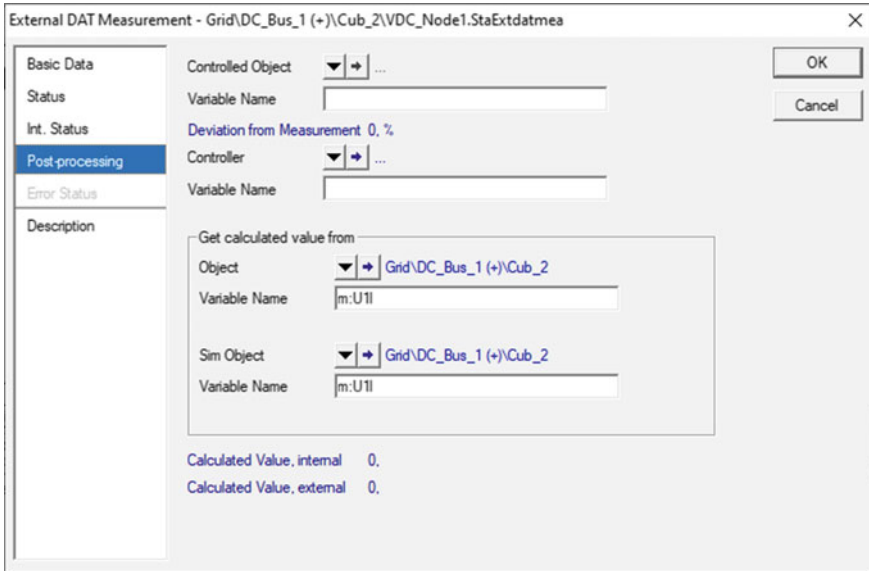 External DAT Measurement - Grid\DC_Bus_1 (+)\Cub_2\VDC_Node1.StaExtdatmea
Basic Data
Status
Int. Status
Post-processing
Error Status
Description
Controlled Object ...
Variable Name
Deviation from Measurement 0, %
Controller ...
Variable Name
Get calculated value from
Object Grid\DC_Bus_1 (+)\Cub_2
Variable Name m:U1l
Sim Object Grid\DC_Bus_1 (+)\Cub_2
Variable Name m:U1l
Calculated Value, internal 0,
Calculated Value, external 0,
OK
Cancel